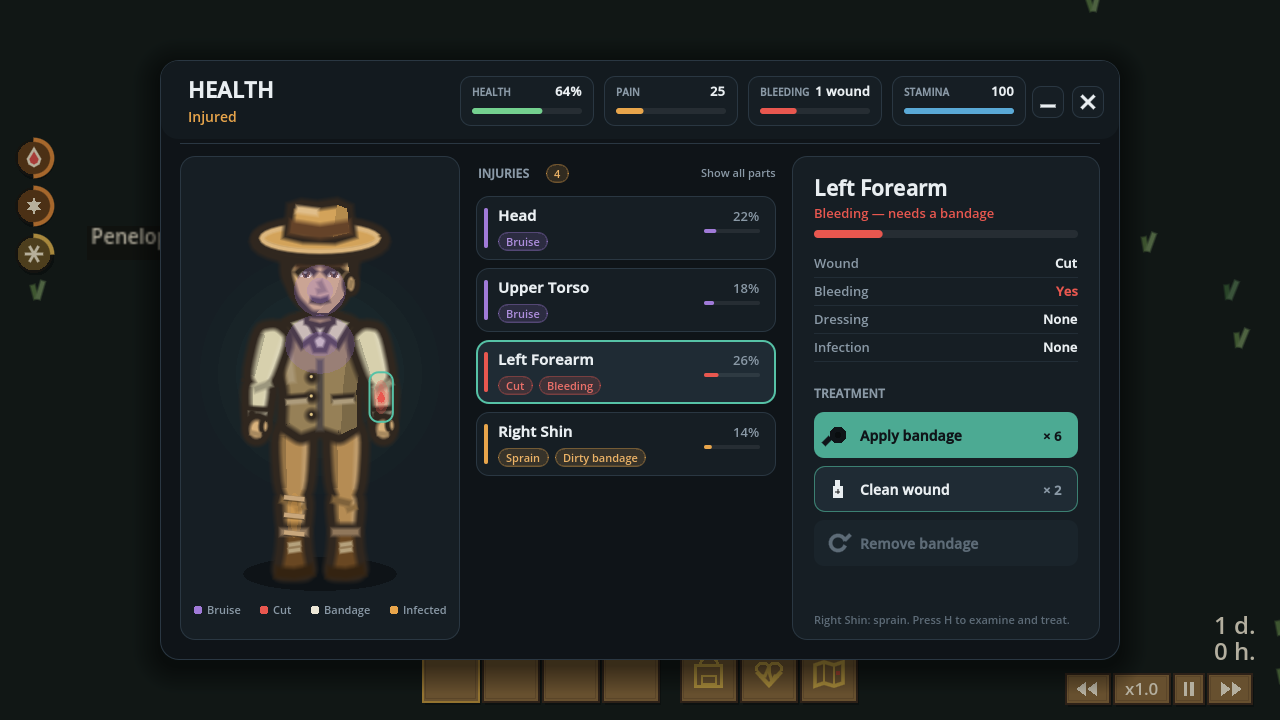 HEALTH
Injured
HEALTH 64%
PAIN 25
BLEEDING 1 wound
STAMINA 100
Penelop
INJURIES 4 Show all parts
Head 22%
Bruise
Upper Torso 18%
Bruise
Left Forearm 26%
Cut Bleeding
Right Shin 14%
Sprain Dirty bandage
Bruise Cut Bandage Infected
Left Forearm
Bleeding — needs a bandage
Wound Cut
Bleeding Yes
Dressing None
Infection None
TREATMENT
Apply bandage × 6
Clean wound × 2
Remove bandage
Right Shin: sprain. Press H to examine and treat.
1 d.
0 h.
x1.0